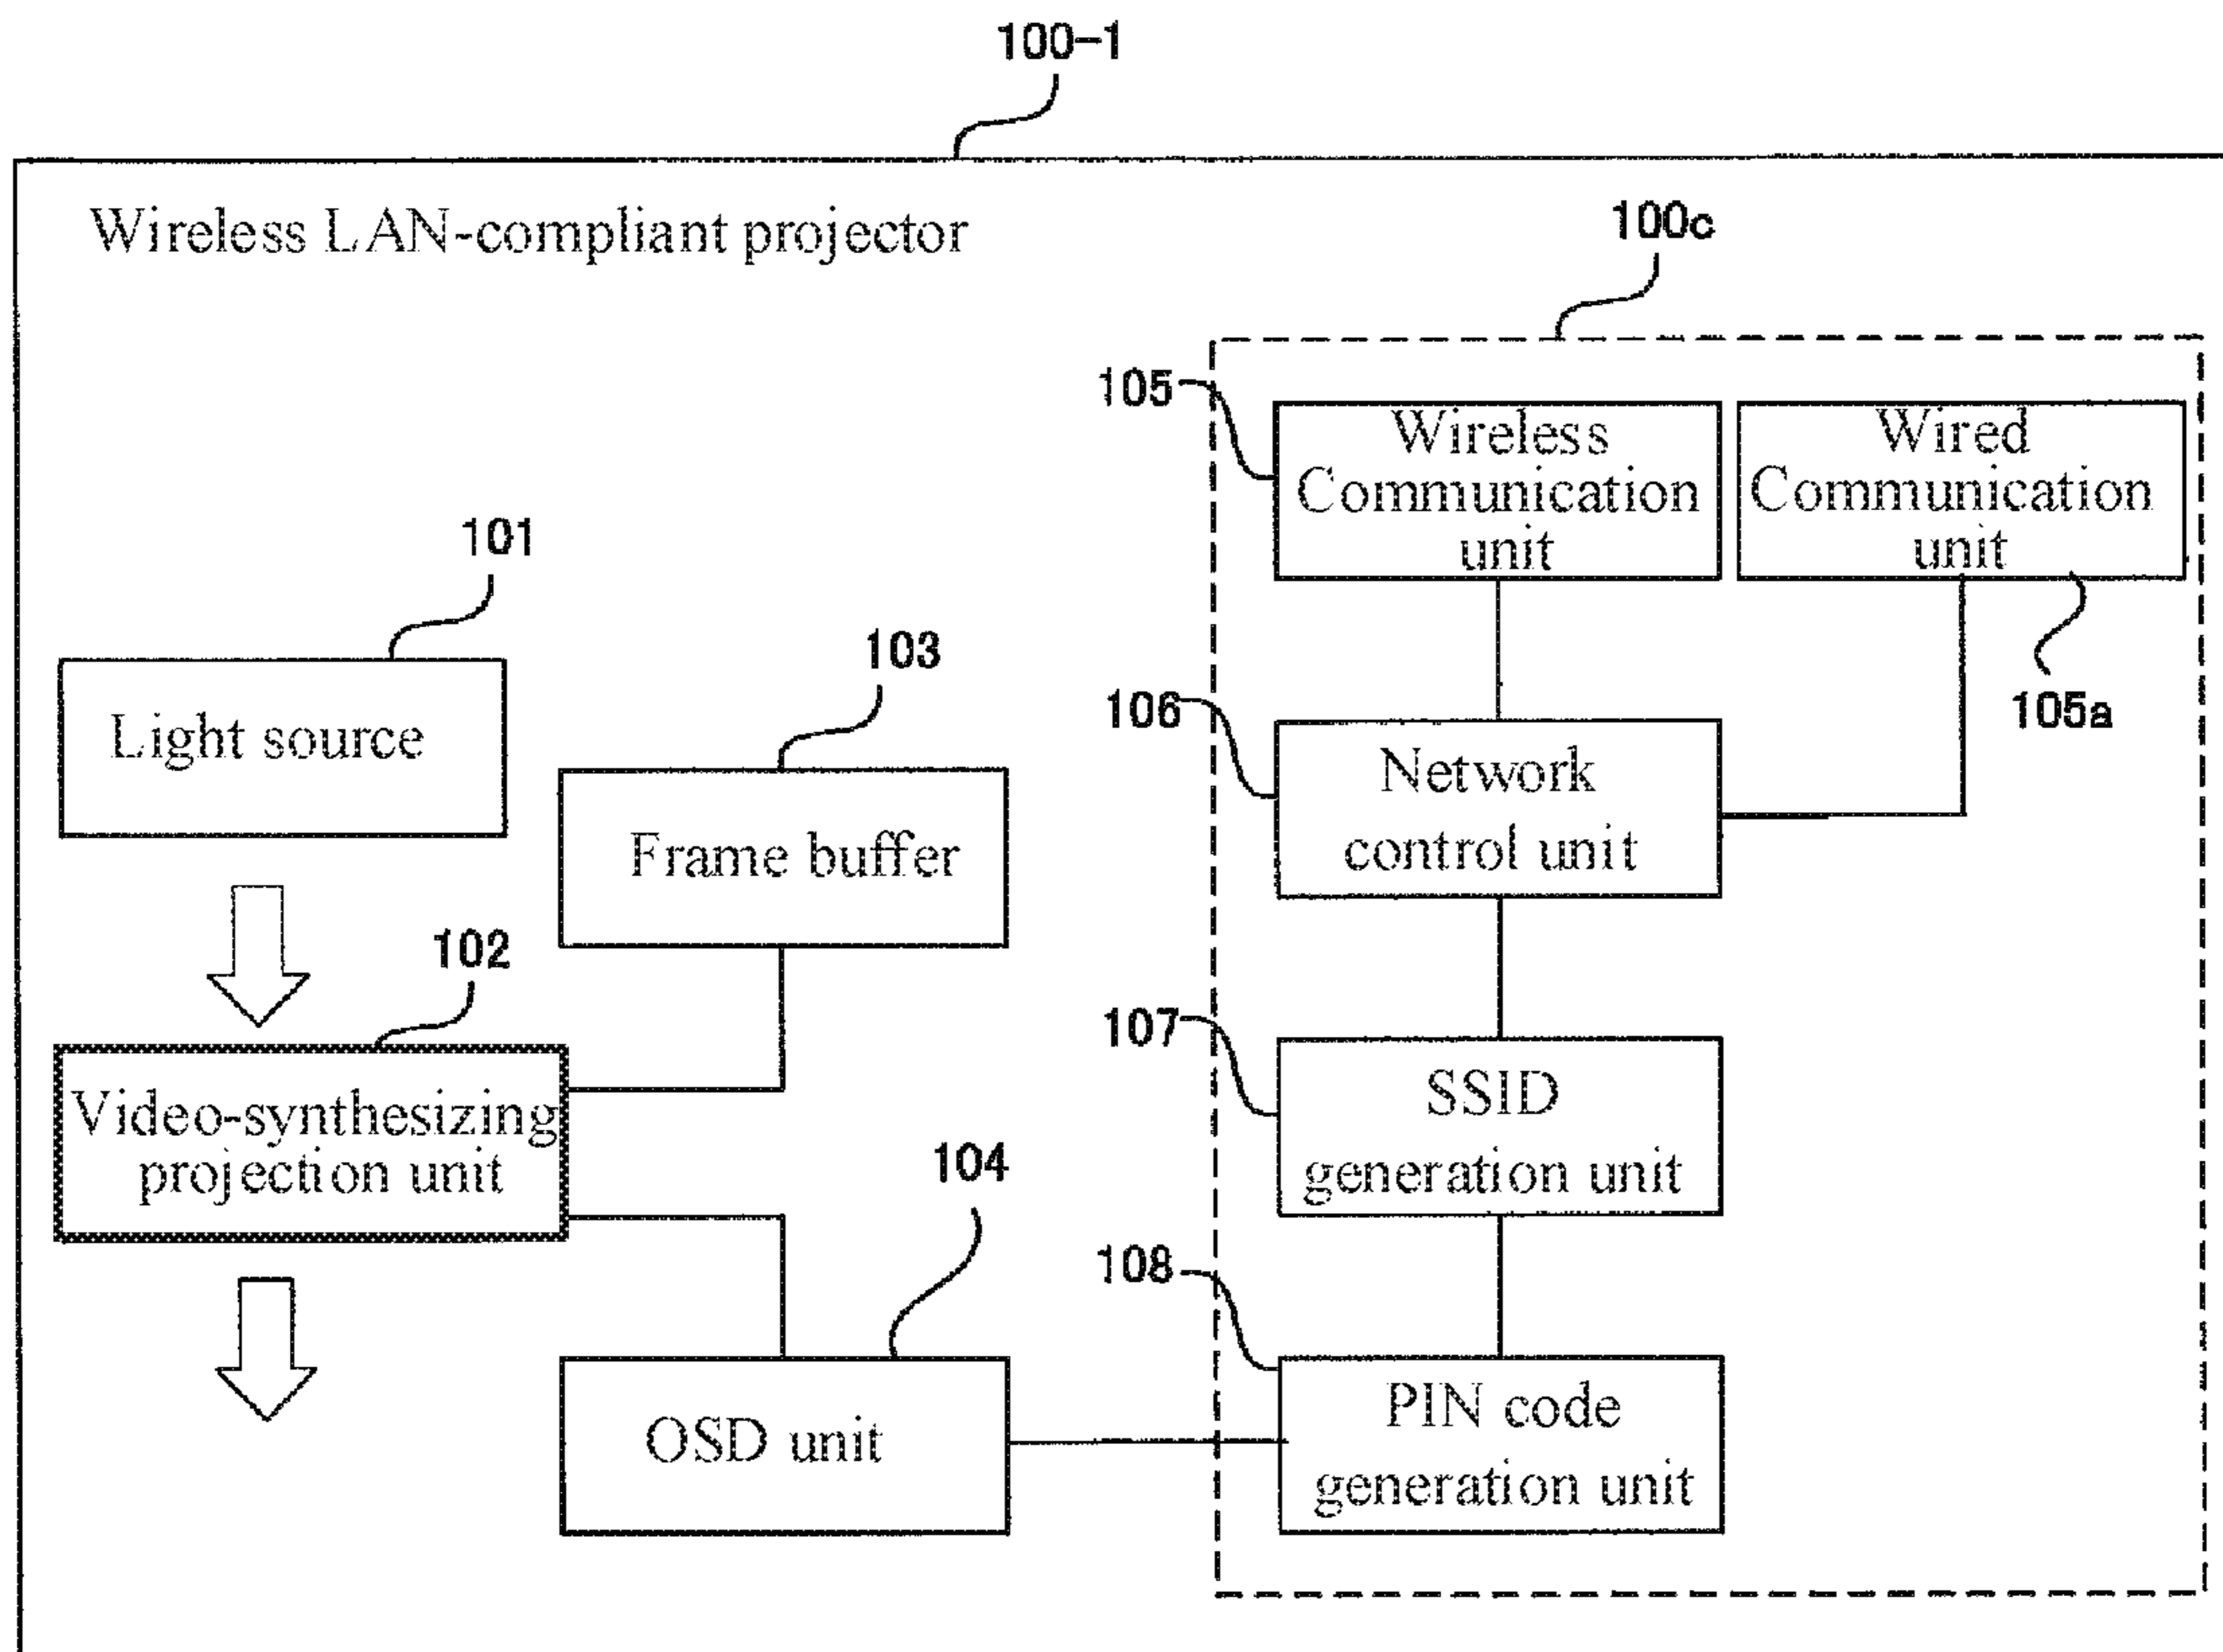 100-1
Wireless LAN-compliant projector
100c
105
Wireless
Communication
unit
Wired
Communication
unit
105a
101
Light source
103
Frame buffer
106
Network
control unit
102
Video-synthesizing
projection unit
107
SSID
generation unit
104
OSD unit
108
PIN code
generation unit